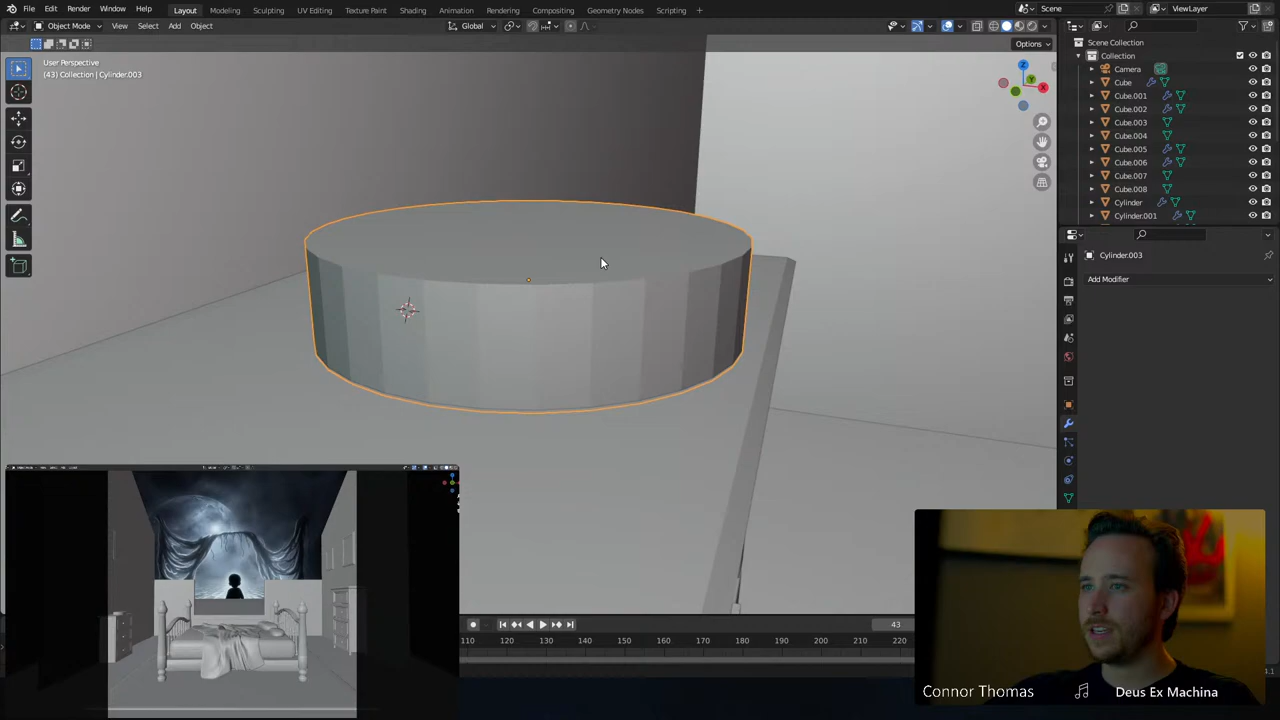 File Edit Render Window Help Layout Modeling Sculpting UV Editing Texture Paint Shading Animation Rendering Compositing Geometry Nodes Scripting Scene ViewLayer
Object Mode View Select Add Object Global
Options
User Perspective
(43) Collection | Cylinder.003
Z
Y
X
Scene Collection
Collection
Camera
Cube
Cube.001
Cube.002
Cube.003
Cube.004
Cube.005
Cube.006
Cube.007
Cube.008
Cylinder
Cylinder.001
Cylinder.003
Add Modifier
43
110 120 130 140 150 160 170 180 190 200 210 220
Connor Thomas Deus Ex Machina